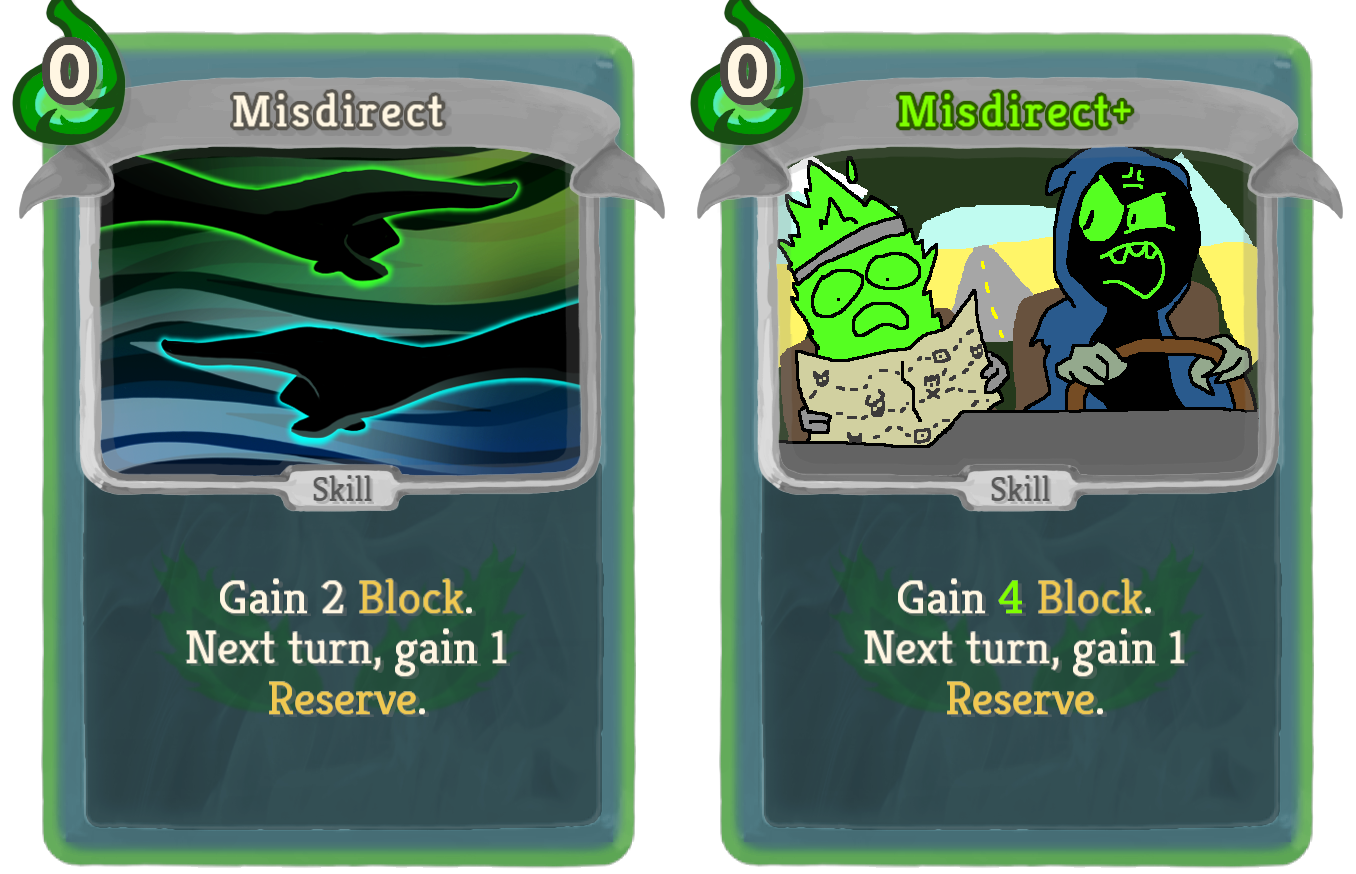 0
Misdirect
Skill
Gain 2 Block.
Next turn, gain 1
Reserve.
0
Misdirect+
EX
Skill
Gain 4 Block.
Next turn, gain 1
Reserve.